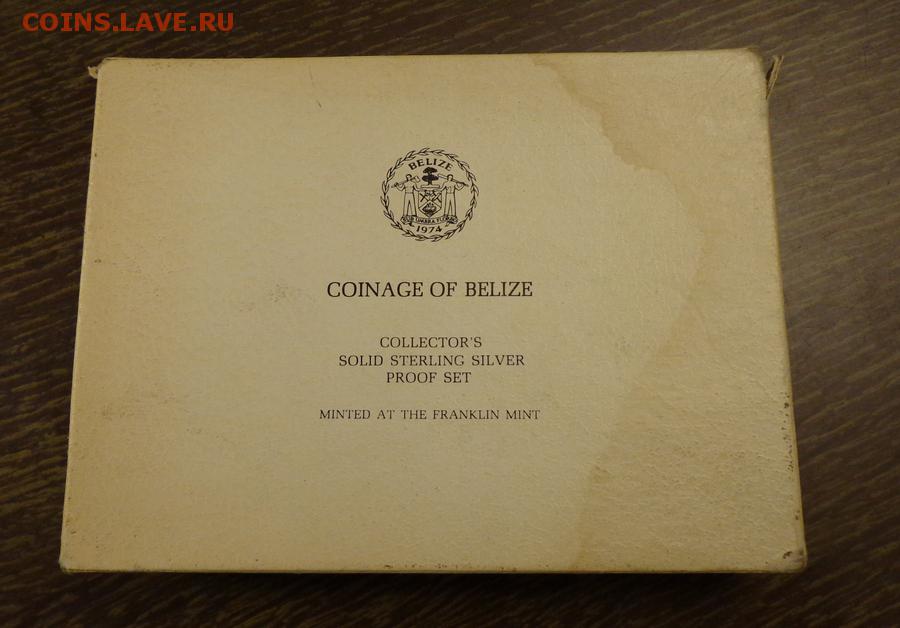 COINS.LAVE.RU
BELIZE
UMBRA
1974
COINAGE OF BELIZE
COLLECTOR'S
SOLID STERLING SILVER
PROOF SET
MINTED AT THE FRANKLIN MINT